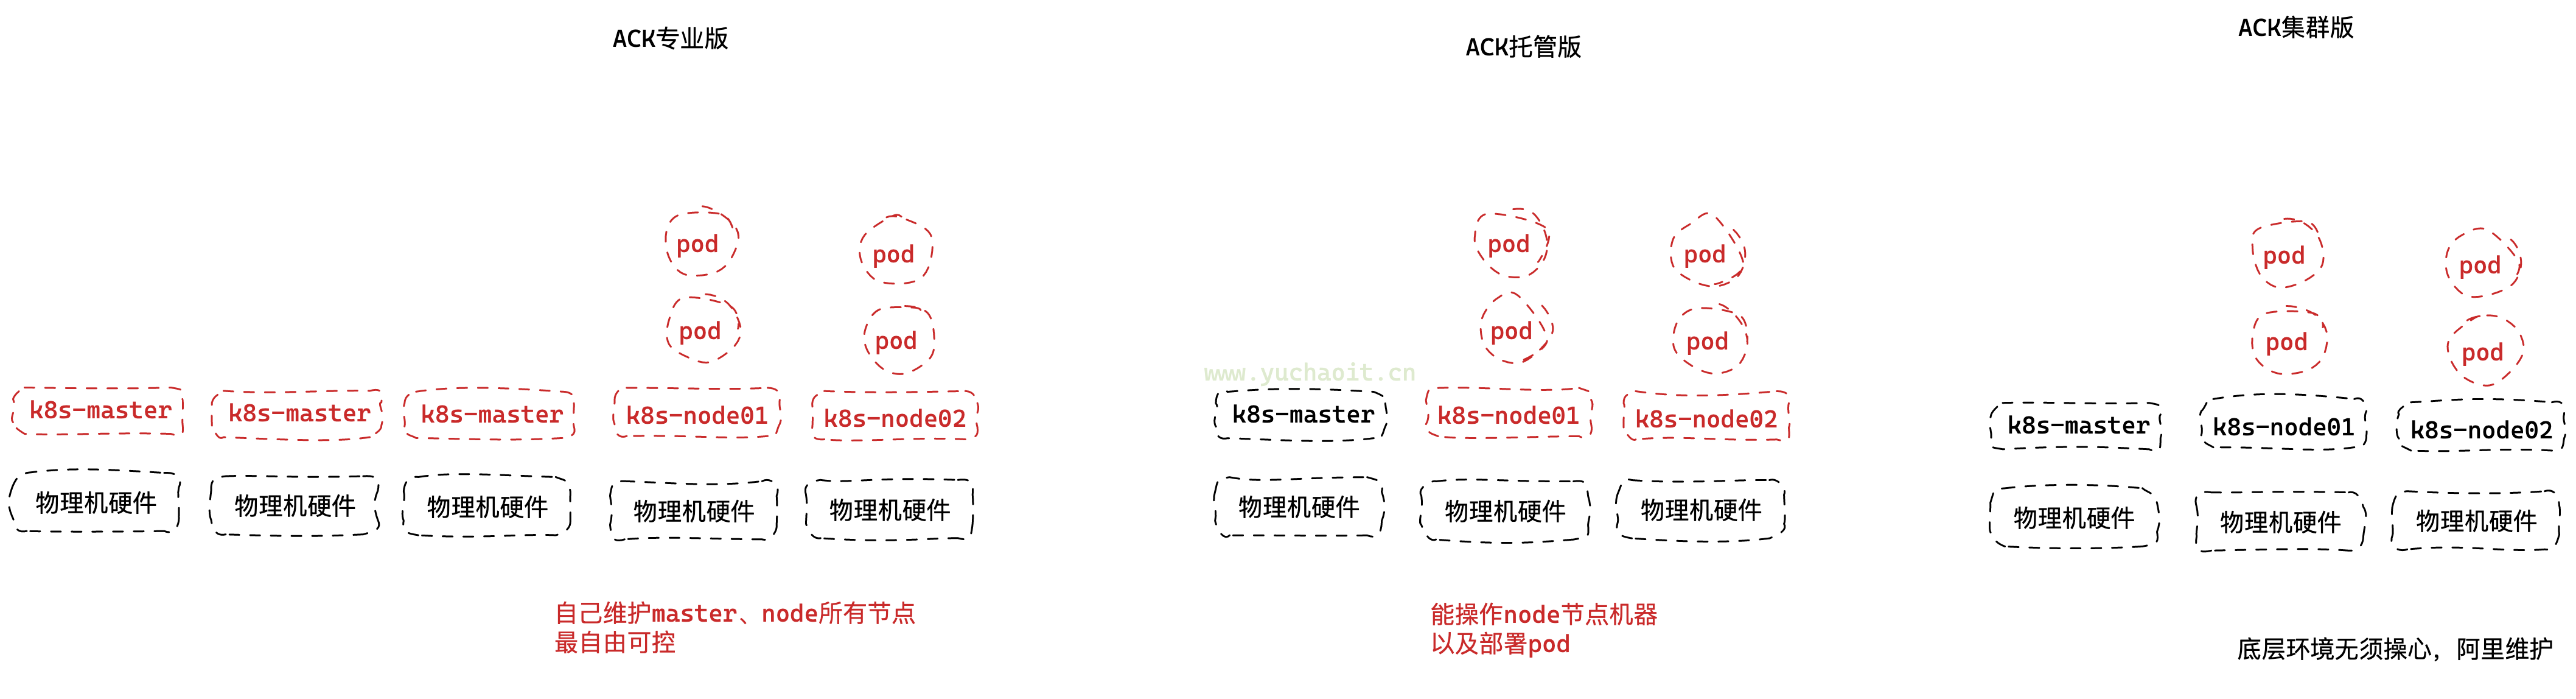 ACK专业版
pod
pod
pod
pod
k8s-master
k8s-master
k8s-master
k8s-node01
k8s-node02
物理机硬件
物理机硬件
物理机硬件
物理机硬件
物理机硬件
自己维护master、node所有节点
最自由可控
ACK托管版
pod
pod
pod
pod
www.yuchaoit.cn
k8s-master
k8s-node01
k8s-node02
物理机硬件
物理机硬件
物理机硬件
能操作node节点机器
以及部署pod
ACK集群版
pod
pod
pod
pod
k8s-master
k8s-node01
k8s-node02
物理机硬件
物理机硬件
物理机硬件
底层环境无须操心，阿里维护